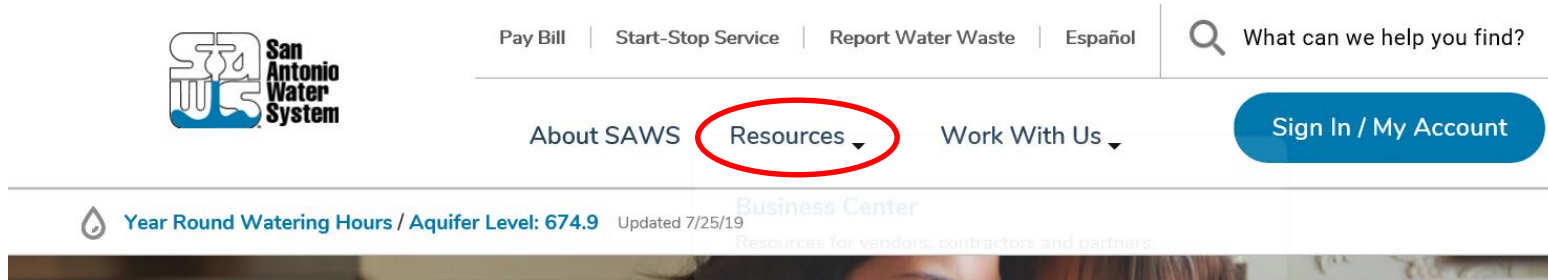 San
Antonio
Water
System
Pay Bill
Start-Stop Service
Report Water Waste
Español
What can we help you find?
About SAWS
Resources
Work With Us
Sign In / My Account
Year Round Watering Hours / Aquifer Level: 674.9 Updated 7/25/19
Business Center
Resources for vendors, contractors and partners.